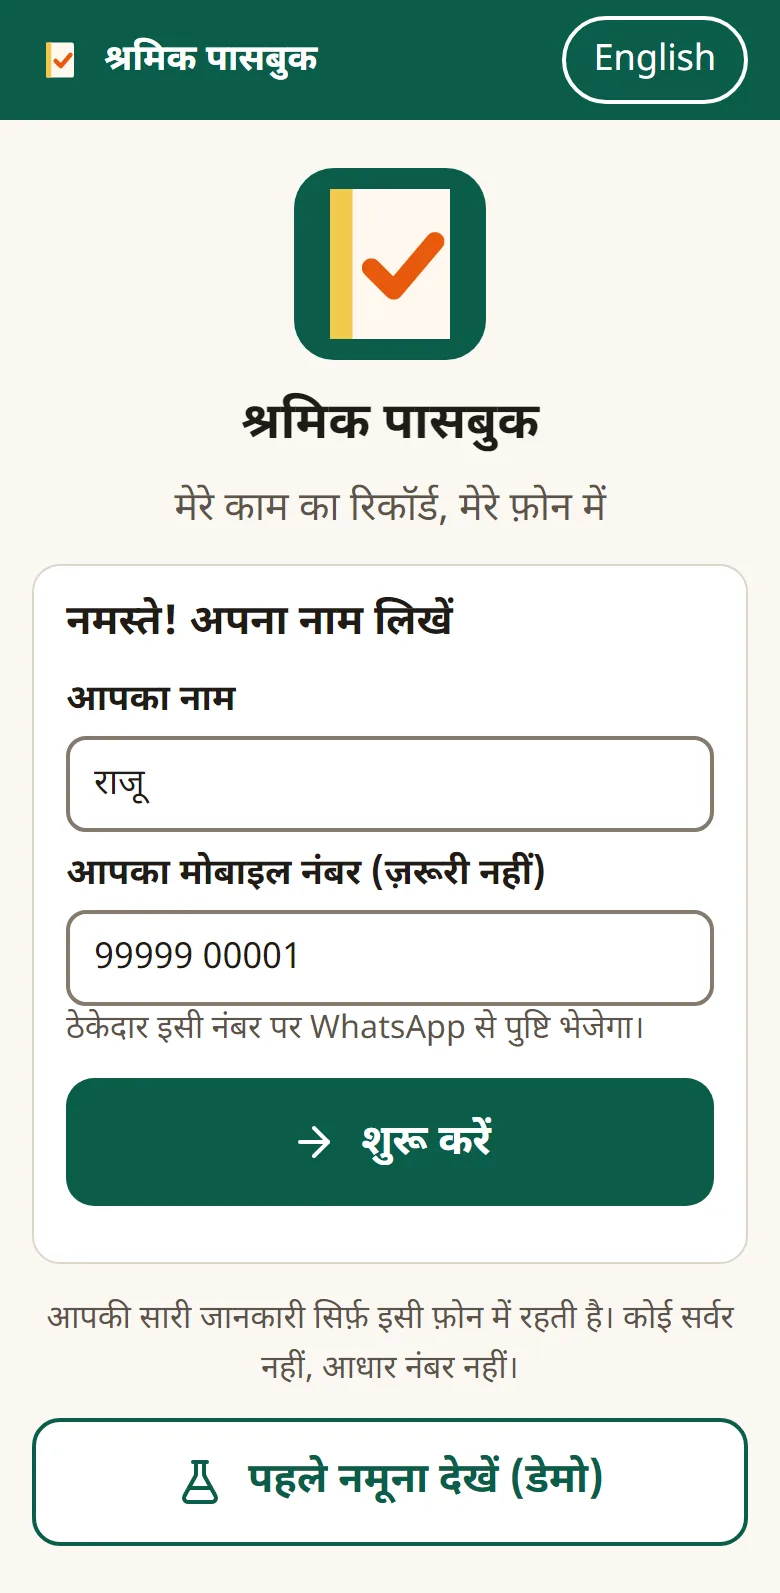 श्रमिक पासबुक
English
श्रमिक पासबुक
मेरे काम का रिकॉर्ड, मेरे फ़ोन में
नमस्ते! अपना नाम लिखें
आपका नाम
राजू
आपका मोबाइल नंबर (ज़रूरी नहीं)
99999 00001
ठेकेदार इसी नंबर पर WhatsApp से पुष्टि भेजेगा।
शुरू करें
आपकी सारी जानकारी सिर्फ़ इसी फ़ोन में रहती है। कोई सर्वर
नहीं, आधार नंबर नहीं।
पहले नमूना देखें (डेमो)